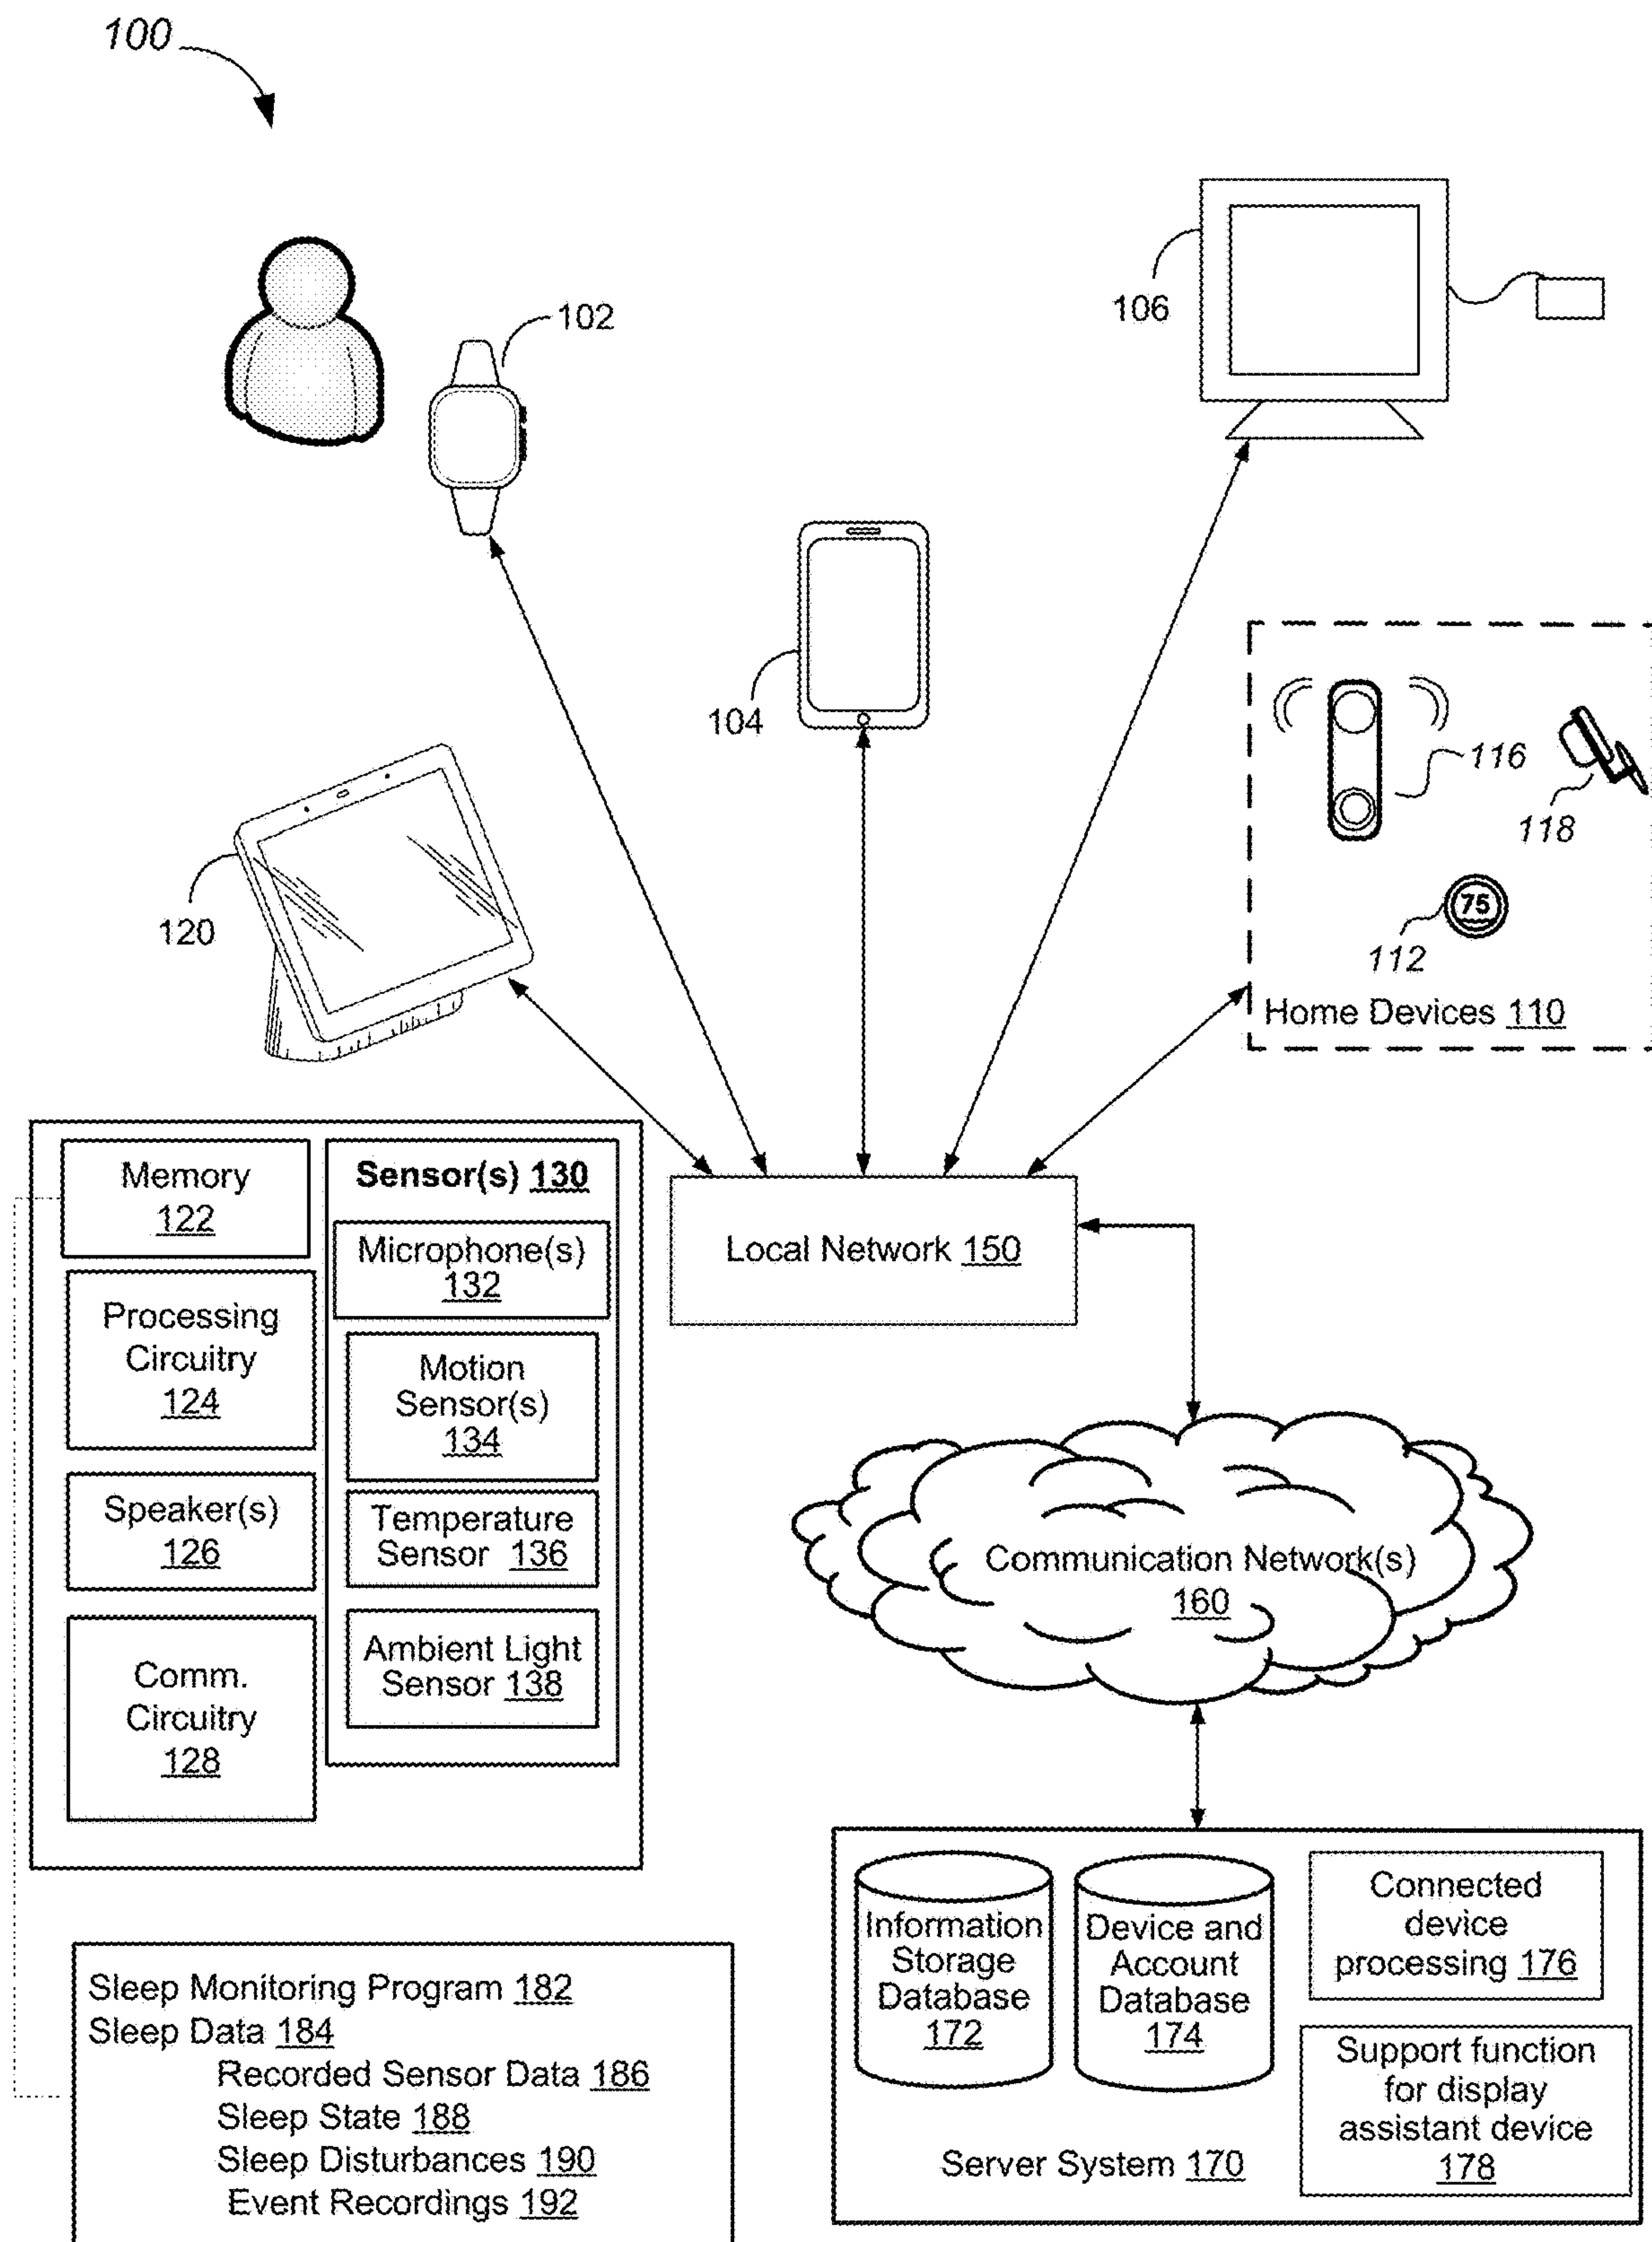 100
102
106
104
116
118
120
75
112
Home Devices 110
Memory
122
Processing
Circuitry
124
Speaker(s)
126
Comm.
Circuitry
128
Sensor(s) 130
Microphone(s)
132
Motion
Sensor(s)
134
Temperature
Sensor 136
Ambient Light
Sensor 138
Local Network 150
Communication Network(s)
160
Information
Storage
Database
172
Device and
Account
Database
174
Connected
device
processing 176
Support function
for display
assistant device
178
Server System 170
Sleep Monitoring Program 182
Sleep Data 184
Recorded Sensor Data 186
Sleep State 188
Sleep Disturbances 190
Event Recordings 192